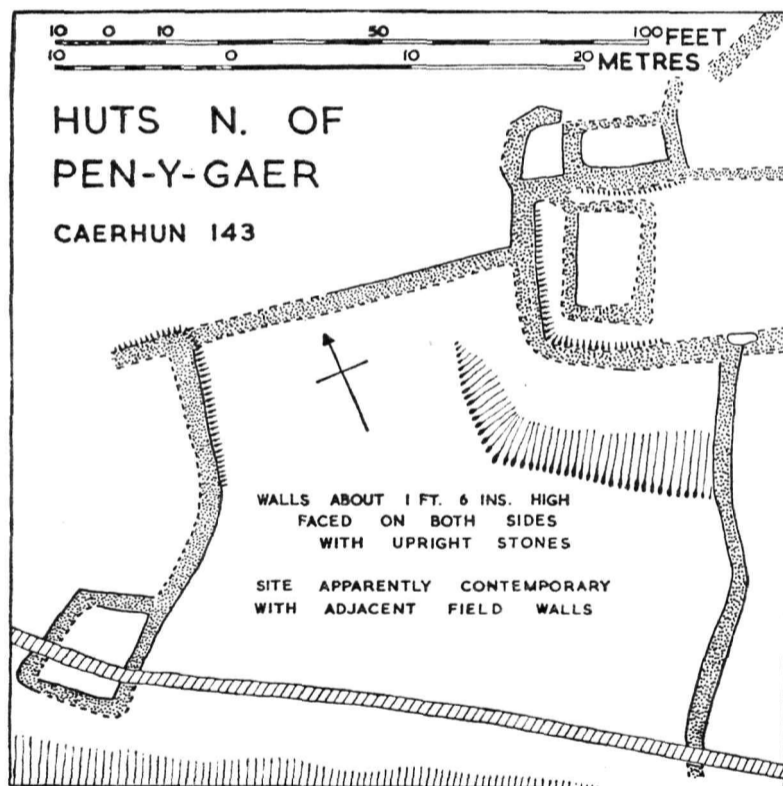 10 0 10 50 100 FEET
10 0 10 20 METRES
HUTS N. OF
PEN-Y-GAER
CAERHUN 143
WALLS ABOUT 1 FT. 6 INS. HIGH
FACED ON BOTH SIDES
WITH UPRIGHT STONES
SITE APPARENTLY CONTEMPORARY
WITH ADJACENT FIELD WALLS